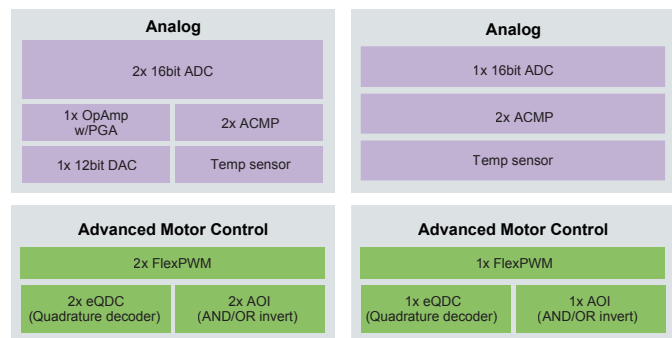 Analog
2x 16bit ADC
1x OpAmp
w/PGA
2x ACMP
1x 12bit DAC
Temp sensor
Analog
1x 16bit ADC
2x ACMP
Temp sensor
Advanced Motor Control
2x FlexPWM
2x eQDC
(Quadrature decoder)
2x AOI
(AND/OR invert)
Advanced Motor Control
1x FlexPWM
1x eQDC
(Quadrature decoder)
1x AOI
(AND/OR invert)